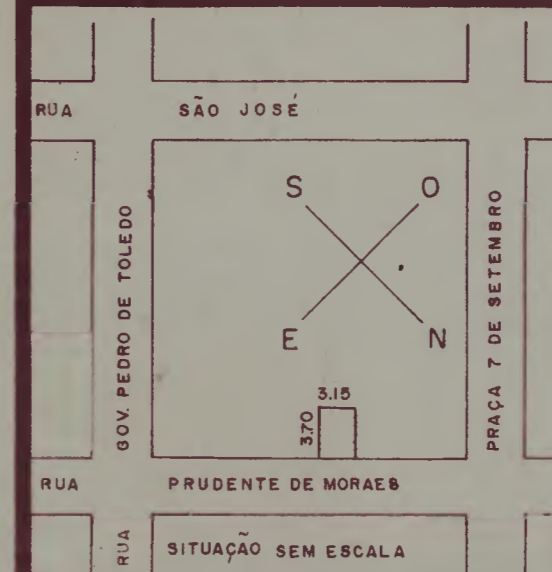 RUA SÃO JOSÉ
S O
E N
GOV. PEDRO DE TOLEDO
PRAÇA 7 DE SETEMBRO
3.15
3.70
RUA PRUDENTE DE MORAES
RUA
SITUAÇÃO SEM ESCALA